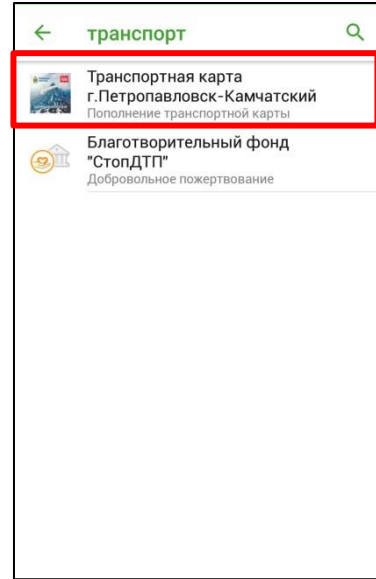 транспорт
Транспортная карта
г.Петропавловск-Камчатский
Пополнение транспортной карты
Благотворительный фонд
"СтопДТП"
Добровольное пожертвование